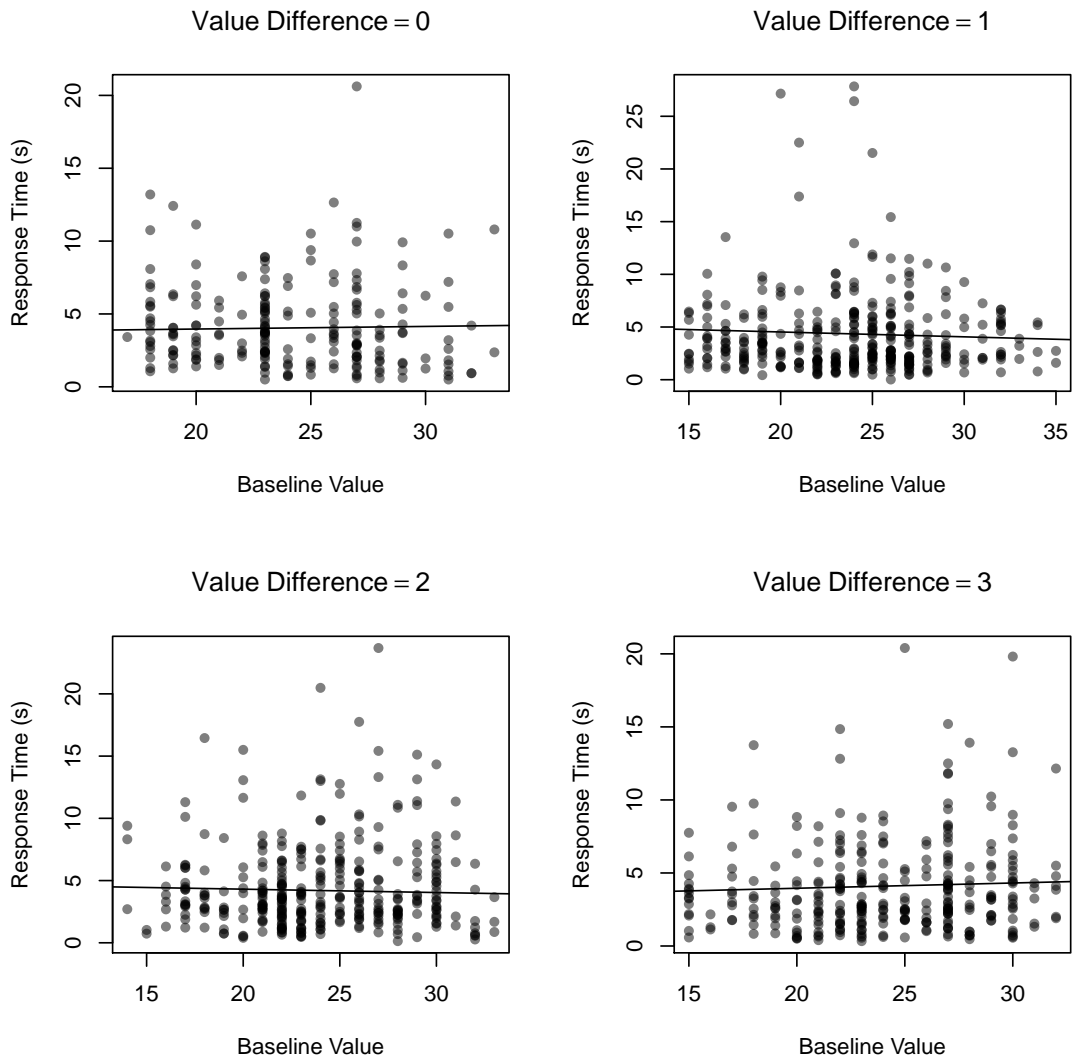 Value Difference = 0
Response Time (s)
20
15
10
5
0
20 25 30
Baseline Value
Value Difference = 1
Response Time (s)
25
20
15
10
5
0
15 20 25 30 35
Baseline Value
Value Difference = 2
Response Time (s)
20
15
10
5
0
15 20 25 30
Baseline Value
Value Difference = 3
Response Time (s)
20
15
10
5
0
15 20 25 30
Baseline Value